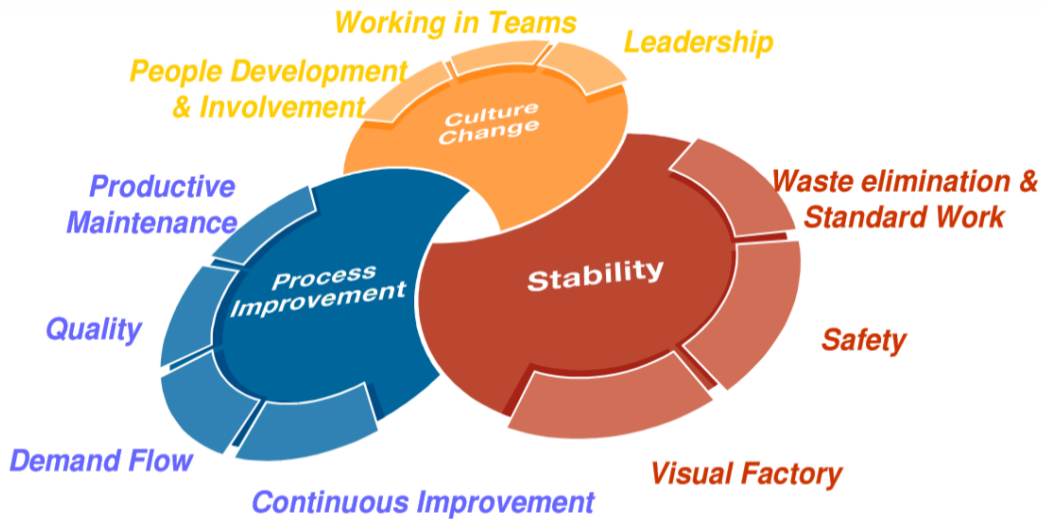 Working in Teams
Leadership
People Development
& Involvement
Culture
Change
Productive
Maintenance
Waste elimination &
Standard Work
Process
Improvement
Stability
Quality
Safety
Demand Flow
Visual Factory
Continuous Improvement